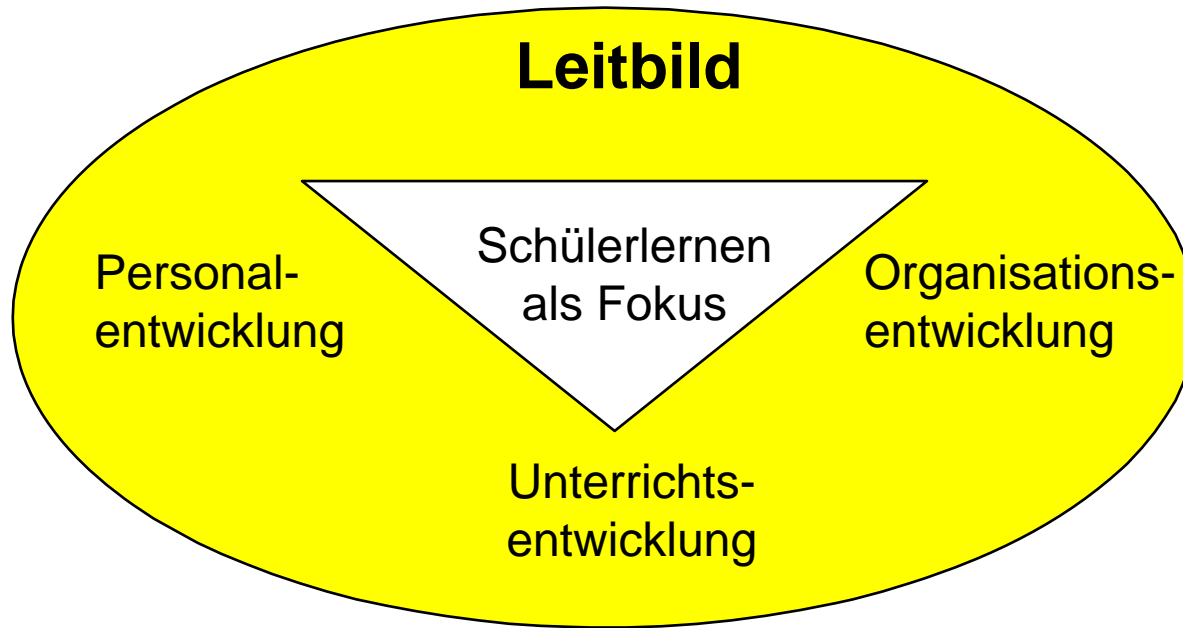 Leitbild
Schülerlernen
als Fokus
Personal-
entwicklung
Organisations-
entwicklung
Unterrichts-
entwicklung